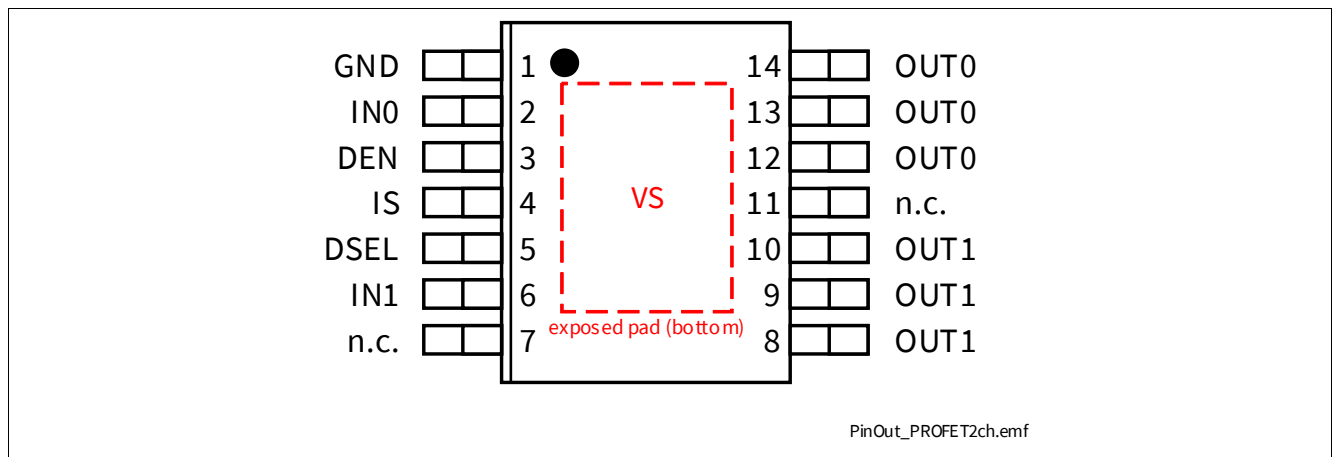 GND 1 14 OUT0
IN0 2 13 OUT0
DEN 3 12 OUT0
IS 4 VS 11 n.c.
DSEL 5 10 OUT1
IN1 6 9 OUT1
exposed pad (bottom)
n.c. 7 8 OUT1
PinOut_PROFET2ch.emf